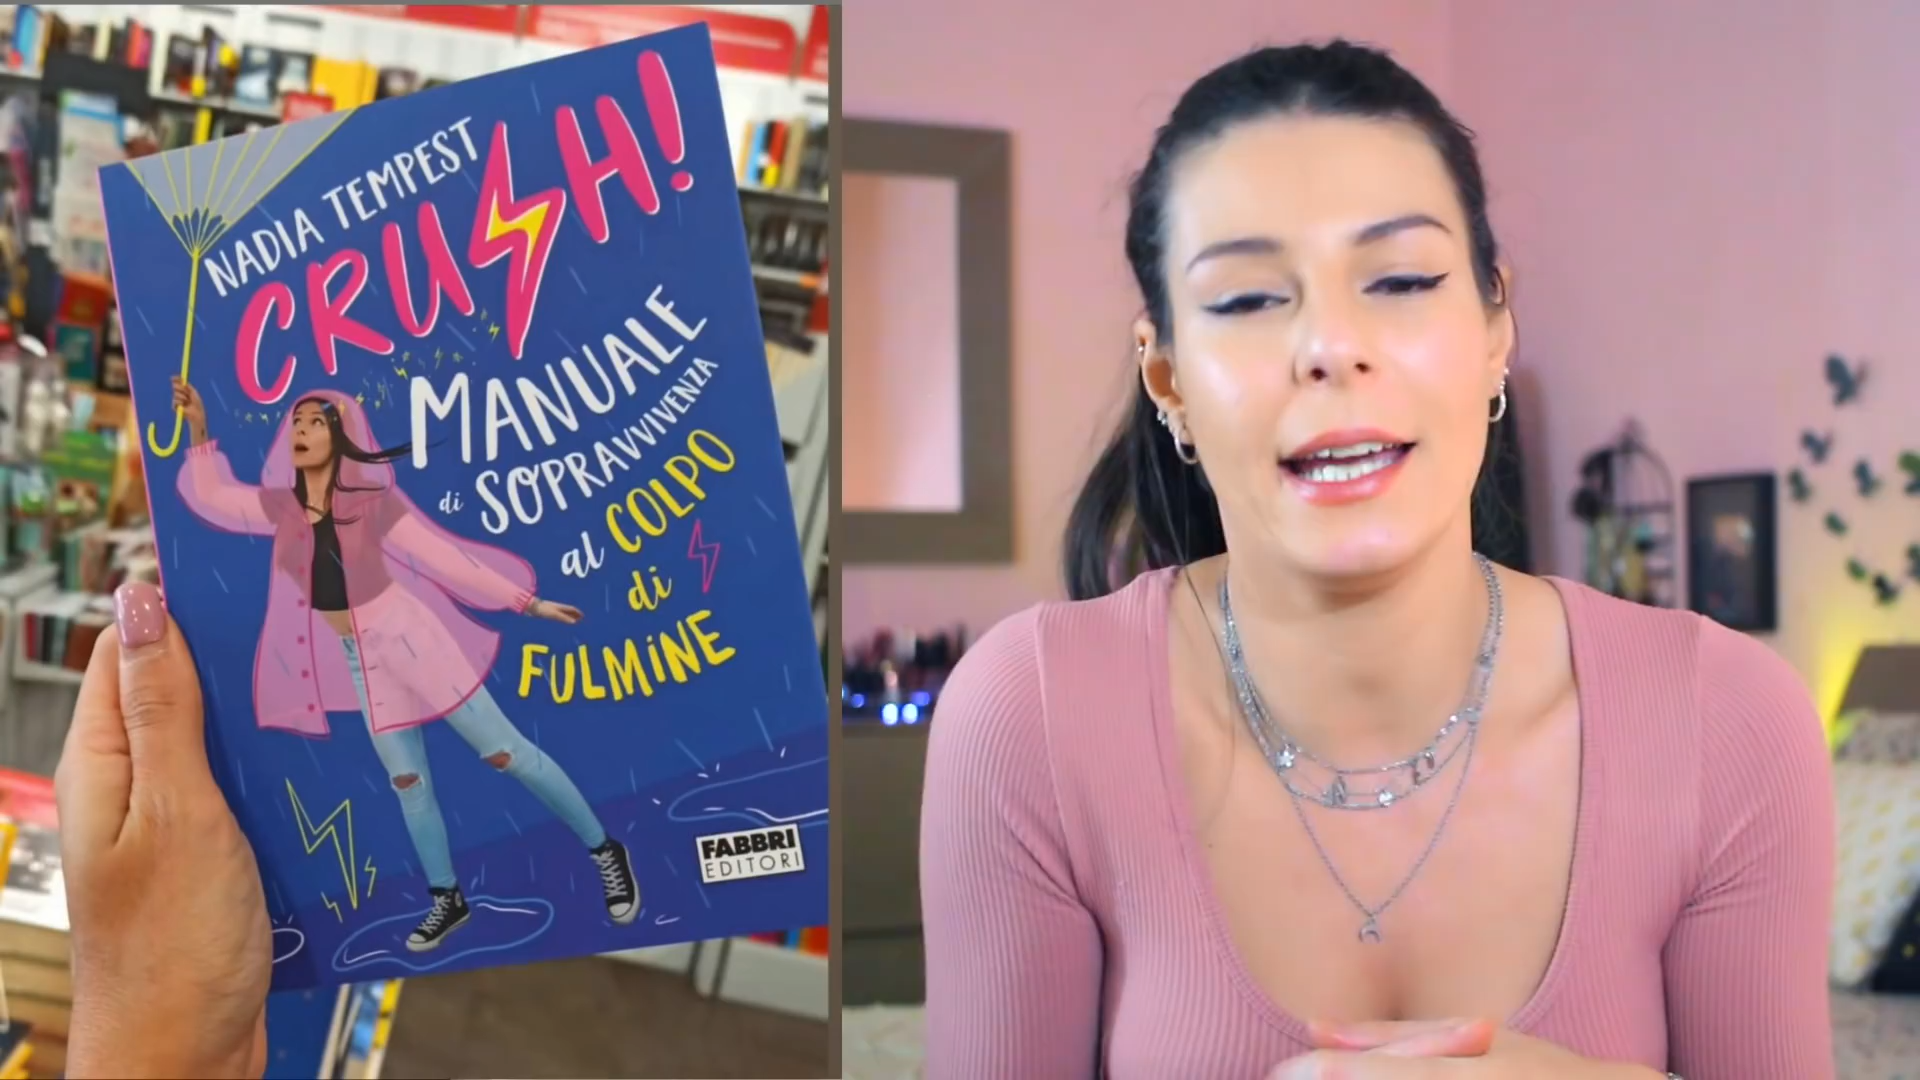 NADIA TEMPEST
CRUSH!
MANUALE
di SOPRAVVIVENZA
al COLPO
di
FULMINE
FABBRI
EDITORI